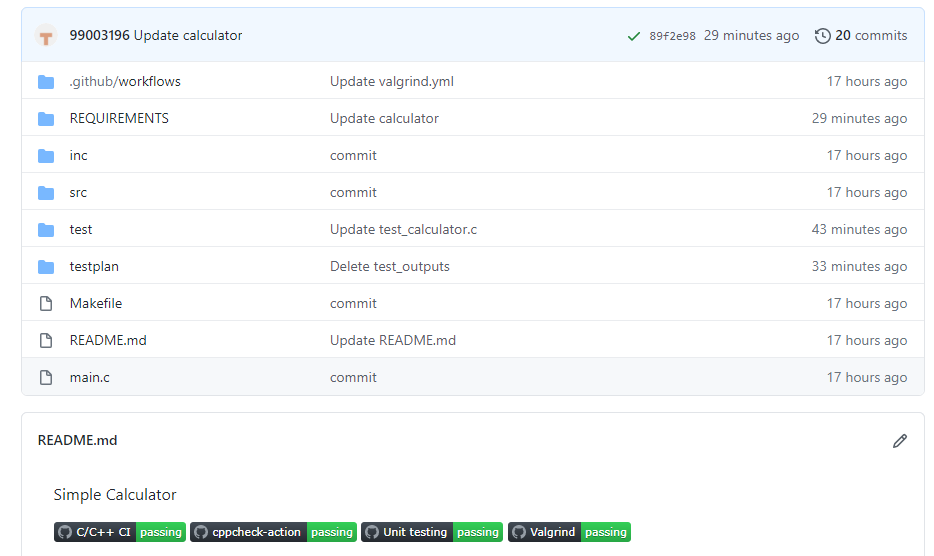 99003196 Update calculator 89f2e98 29 minutes ago 20 commits
.github/workflows Update valgrind.yml 17 hours ago
REQUIREMENTS Update calculator 29 minutes ago
inc commit 17 hours ago
src commit 17 hours ago
test Update test_calculator.c 43 minutes ago
testplan Delete test_outputs 33 minutes ago
Makefile commit 17 hours ago
README.md Update README.md 17 hours ago
main.c commit 17 hours ago
README.md
Simple Calculator
C/C++ CI passing cppcheck-action passing Unit testing passing Valgrind passing